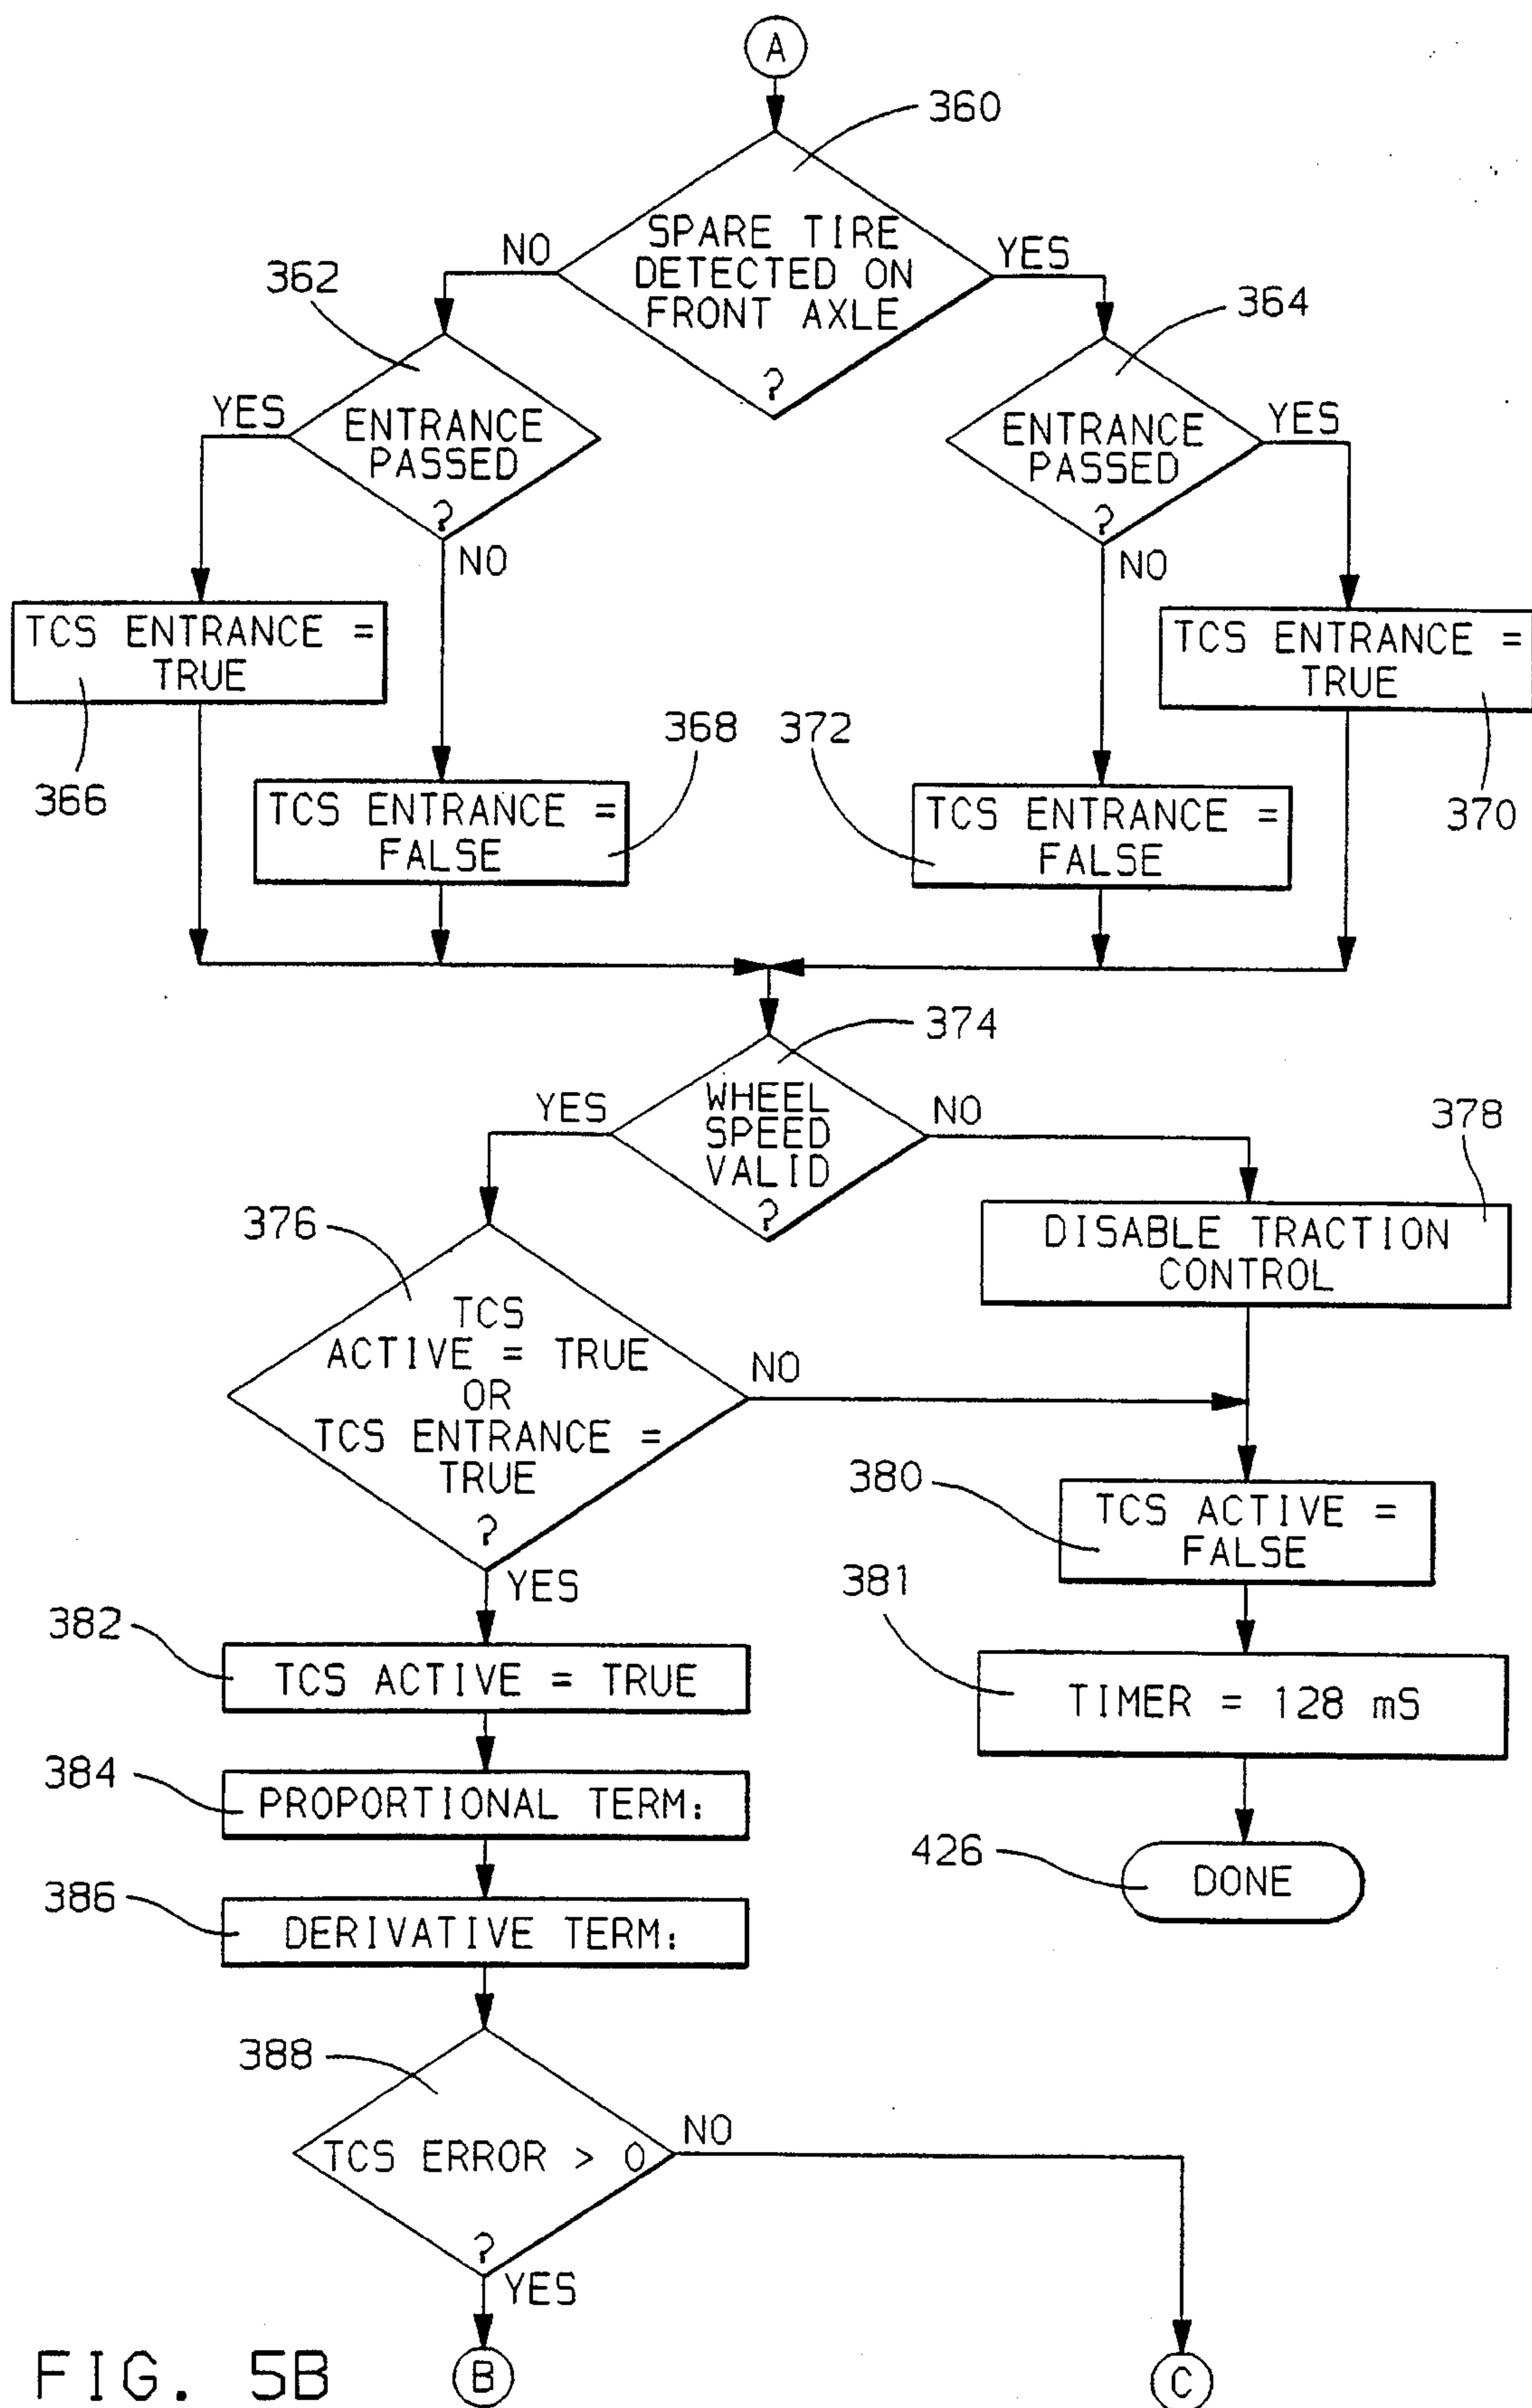 A
360
SPARE TIRE
DETECTED ON
FRONT AXLE
?
NO
YES
362
364
ENTRANCE
PASSED
?
YES
NO
ENTRANCE
PASSED
?
YES
NO
TCS ENTRANCE =
TRUE
366
TCS ENTRANCE =
TRUE
370
368
TCS ENTRANCE =
FALSE
372
TCS ENTRANCE =
FALSE
374
WHEEL
SPEED
VALID
?
YES
NO
378
DISABLE TRACTION
CONTROL
376
TCS
ACTIVE = TRUE
OR
TCS ENTRANCE =
TRUE
?
NO
YES
380
TCS ACTIVE =
FALSE
381
TIMER = 128 mS
382
TCS ACTIVE = TRUE
384
PROPORTIONAL TERM:
426
DONE
386
DERIVATIVE TERM:
388
TCS ERROR > 0
?
NO
YES
B
C
FIG. 5B